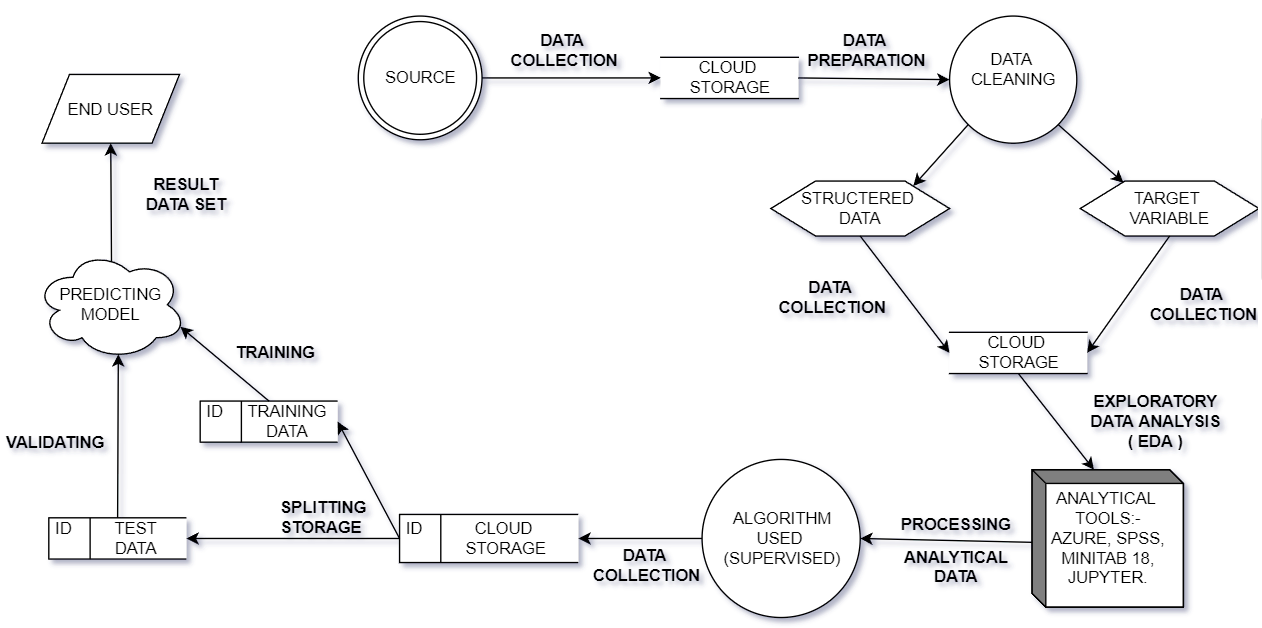 SOURCE
DATA
COLLECTION
CLOUD
STORAGE
DATA
PREPARATION
DATA
CLEANING
STRUCTERED
DATA
TARGET
VARIABLE
DATA
COLLECTION
DATA
COLLECTION
CLOUD
STORAGE
EXPLORATORY
DATA ANALYSIS
( EDA )
ANALYTICAL
TOOLS:-
AZURE, SPSS,
MINITAB 18,
JUPYTER.
PROCESSING
ANALYTICAL
DATA
ALGORITHM
USED
(SUPERVISED)
DATA
COLLECTION
ID
CLOUD
STORAGE
SPLITTING
STORAGE
ID
TRAINING
DATA
ID
TEST
DATA
TRAINING
VALIDATING
PREDICTING
MODEL
RESULT
DATA SET
END USER